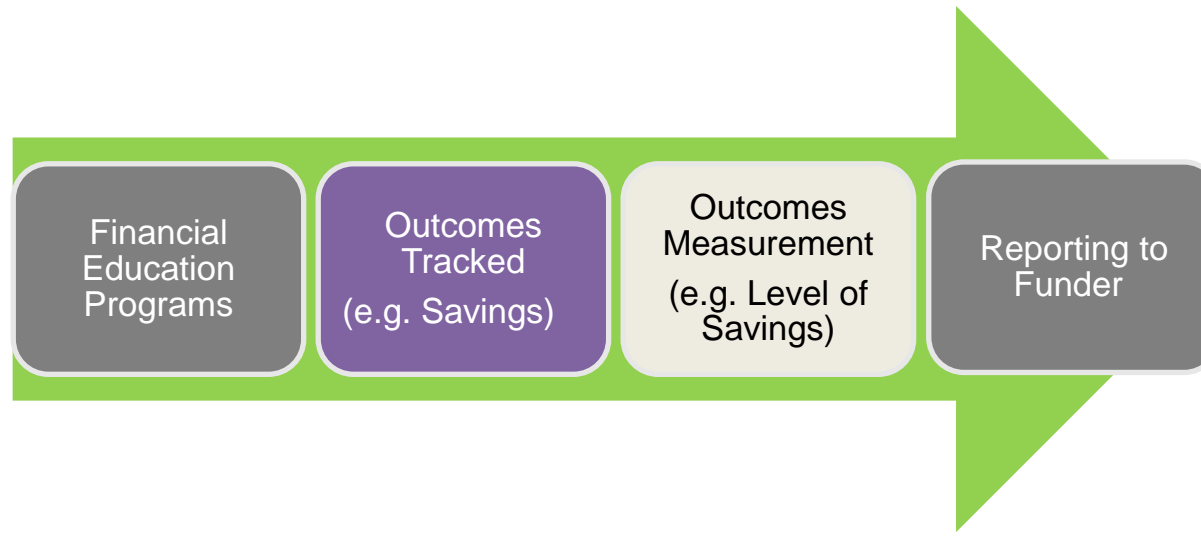 Financial
Education
Programs
Outcomes
Tracked
(e.g. Savings)
Outcomes
Measurement
(e.g. Level of
Savings)
Reporting to
Funder